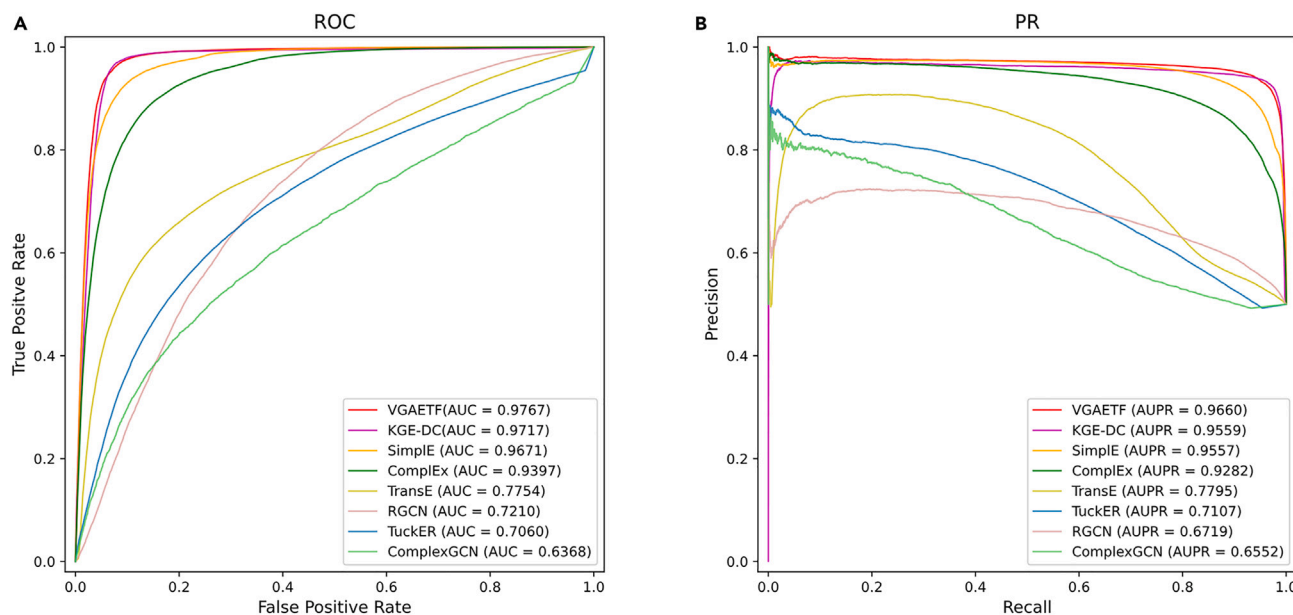 A
ROC
1.0
0.8
0.6
0.4
0.2
0.0
True Positve Rate
0.0 0.2 0.4 0.6 0.8 1.0
False Positive Rate
VGAETF(AUC = 0.9767)
KGE-DC(AUC = 0.9717)
SimplE (AUC = 0.9671)
ComplEx (AUC = 0.9397)
TransE (AUC = 0.7754)
RGCN (AUC = 0.7210)
TuckER (AUC = 0.7060)
ComplexGCN (AUC = 0.6368)
B
PR
1.0
0.8
0.6
0.4
0.2
0.0
Precision
0.0 0.2 0.4 0.6 0.8 1.0
Recall
VGAETF (AUPR = 0.9660)
KGE-DC (AUPR = 0.9559)
SimplE (AUPR = 0.9557)
ComplEx (AUPR = 0.9282)
TransE (AUPR = 0.7795)
TuckER (AUPR = 0.7107)
RGCN (AUPR = 0.6719)
ComplexGCN (AUPR = 0.6552)